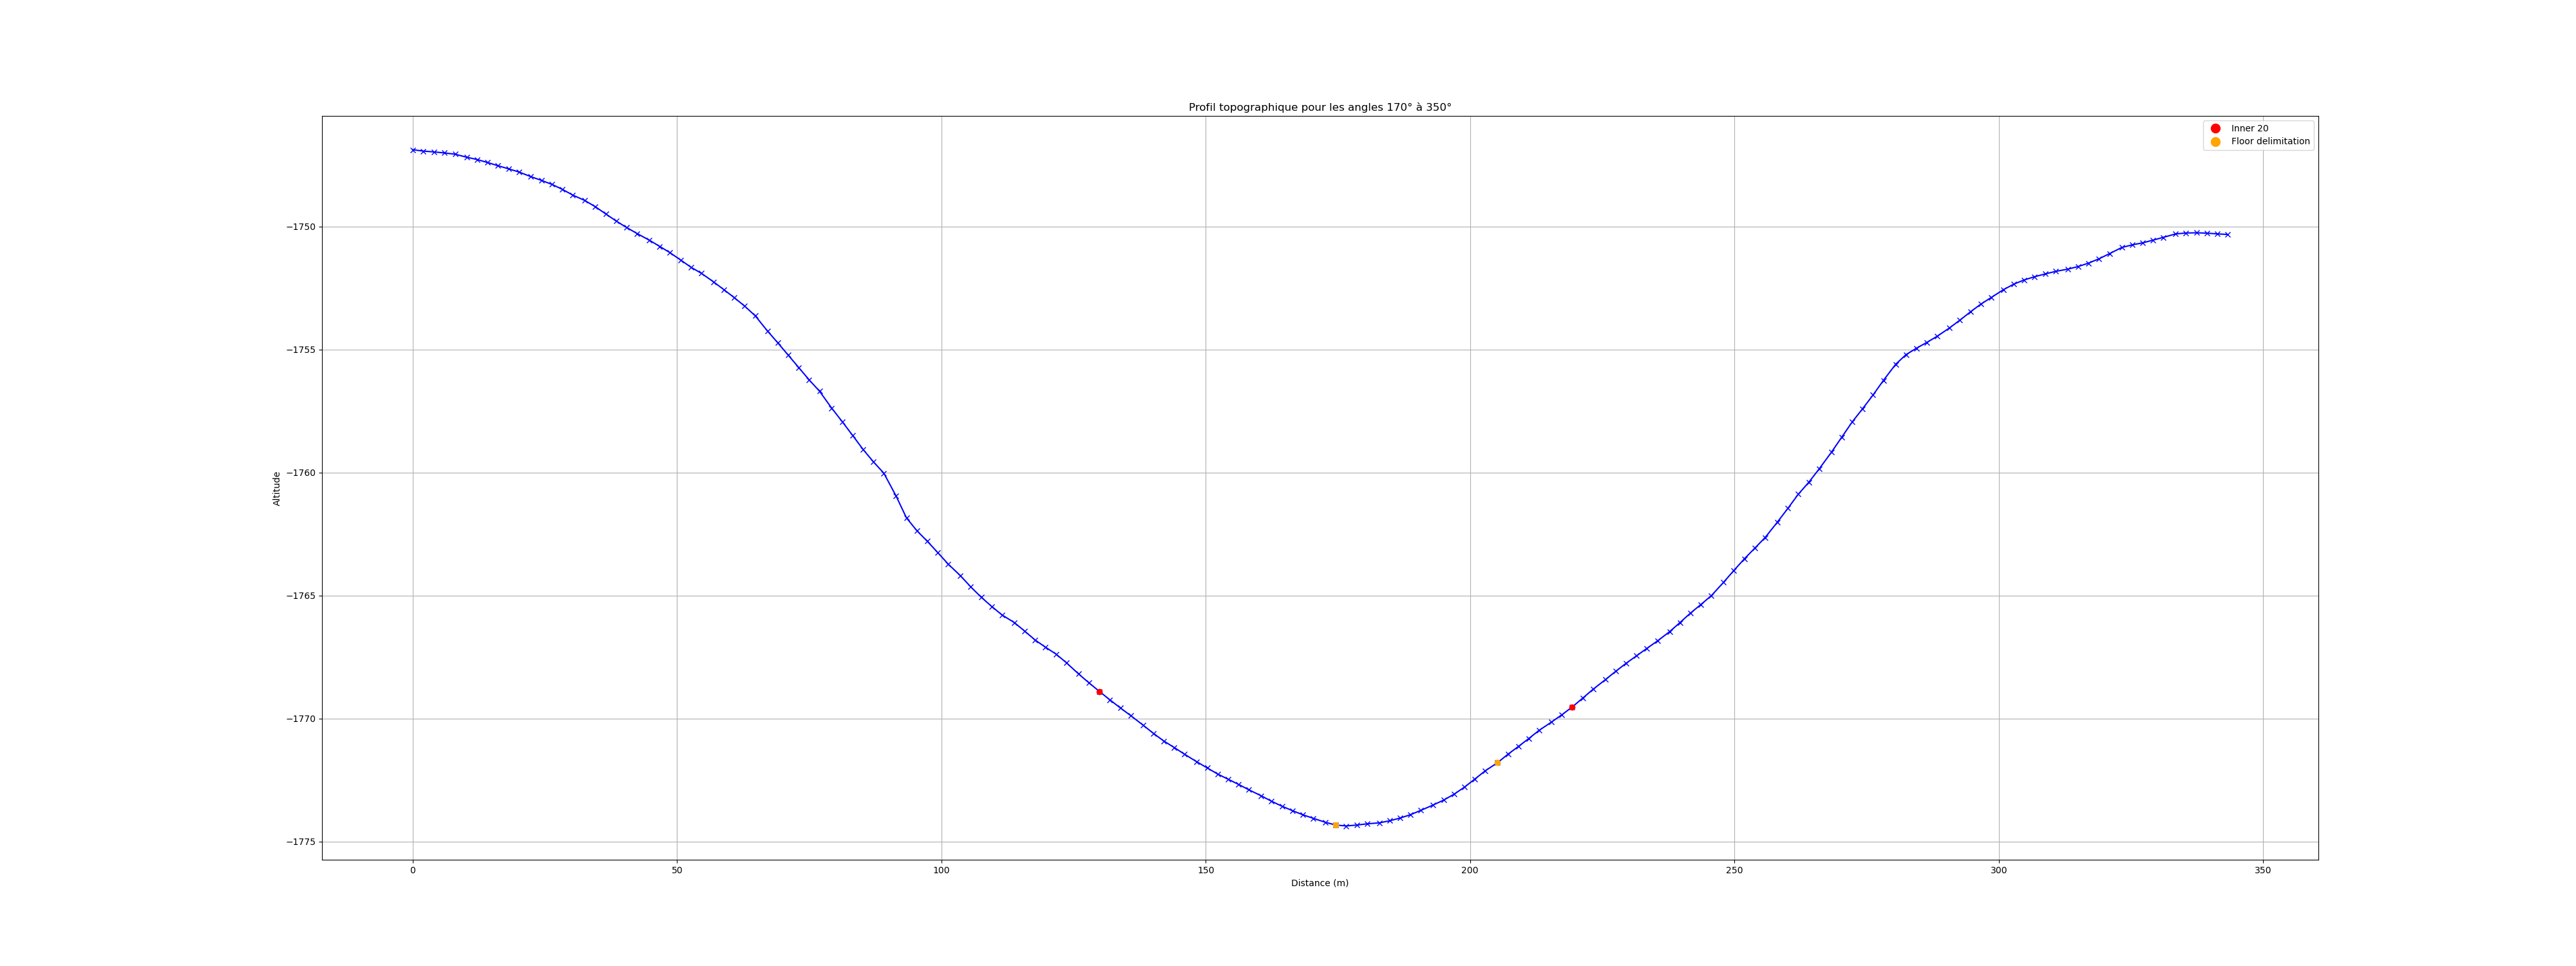 Profil topographique pour les angles 170° à 350°
Inner 20
Floor delimitation
Altitude
−1750
−1755
−1760
−1765
−1770
−1775
0 50 100 150 200 250 300 350
Distance (m)